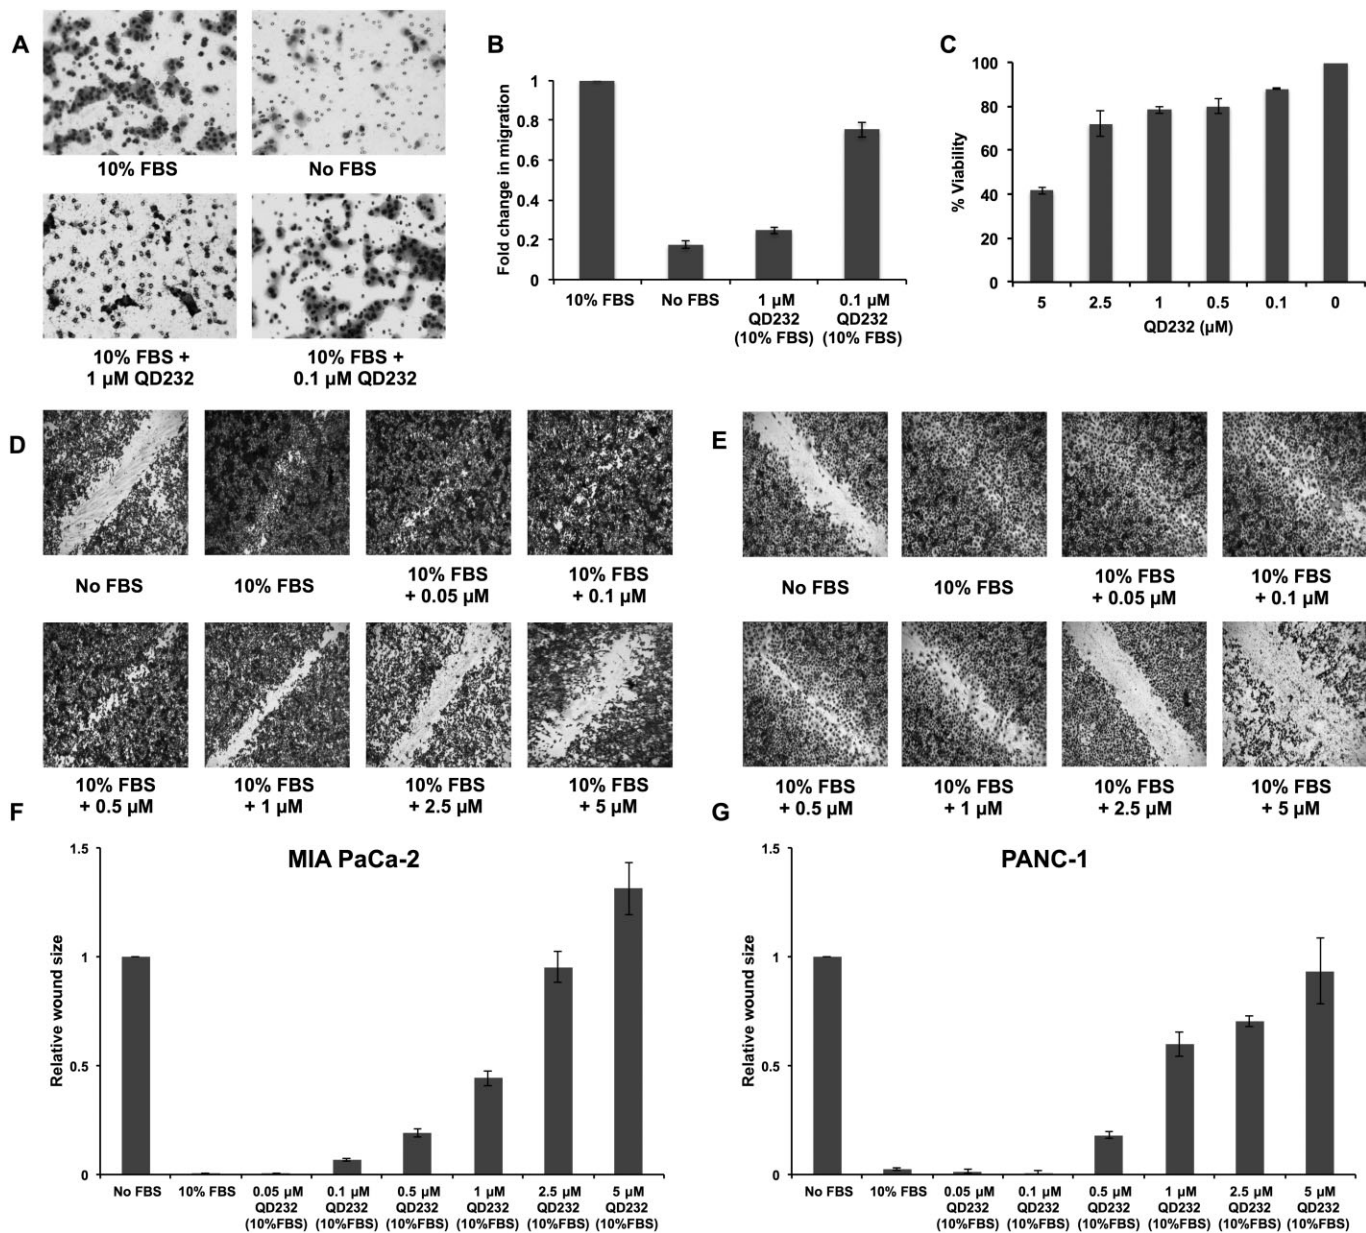 A
10% FBS
No FBS
10% FBS +
1 µM QD232
10% FBS +
0.1 µM QD232
B
Fold change in migration
1
0.8
0.6
0.4
0.2
0
10% FBS
No FBS
1 µM
QD232
(10% FBS)
0.1 µM
QD232
(10% FBS)
C
% Viability
100
80
60
40
20
0
5
2.5
1
0.5
0.1
0
QD232 (µM)
D
No FBS
10% FBS
10% FBS
+ 0.05 µM
10% FBS
+ 0.1 µM
10% FBS
+ 0.5 µM
10% FBS
+ 1 µM
10% FBS
+ 2.5 µM
10% FBS
+ 5 µM
E
No FBS
10% FBS
10% FBS
+ 0.05 µM
10% FBS
+ 0.1 µM
10% FBS
+ 0.5 µM
10% FBS
+ 1 µM
10% FBS
+ 2.5 µM
10% FBS
+ 5 µM
F
MIA PaCa-2
Relative wound size
1.5
1
0.5
0
No FBS
10% FBS
0.05 µM
QD232
(10%FBS)
0.1 µM
QD232
(10%FBS)
0.5 µM
QD232
(10%FBS)
1 µM
QD232
(10%FBS)
2.5 µM
QD232
(10%FBS)
5 µM
QD232
(10%FBS)
G
PANC-1
Relative wound size
1.5
1
0.5
0
No FBS
10% FBS
0.05 µM
QD232
(10%FBS)
0.1 µM
QD232
(10%FBS)
0.5 µM
QD232
(10%FBS)
1 µM
QD232
(10%FBS)
2.5 µM
QD232
(10%FBS)
5 µM
QD232
(10%FBS)